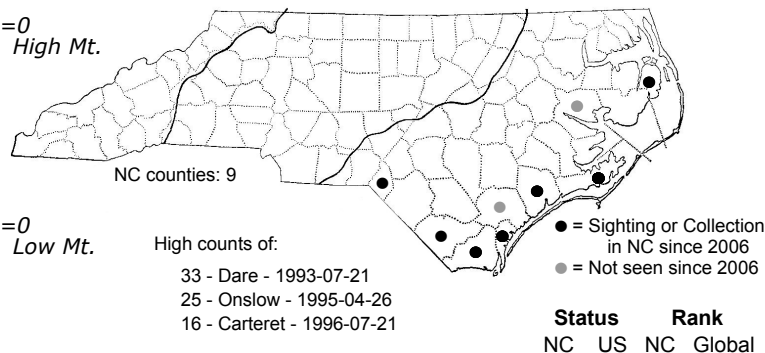 =0
High Mt.
NC counties: 9
=0
Low Mt.
High counts of:
33 - Dare - 1993-07-21
25 - Onslow - 1995-04-26
16 - Carteret - 1996-07-21
= Sighting or Collection
in NC since 2006
= Not seen since 2006
Status Rank
NC US NC Global